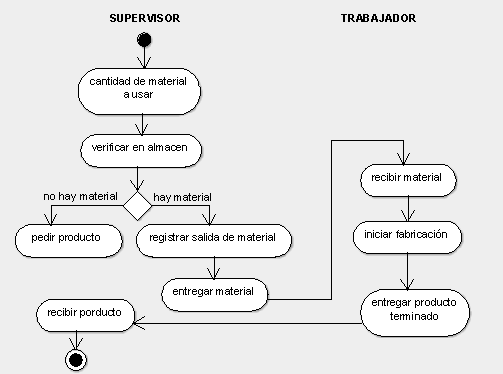 SUPERVISOR
TRABAJADOR
cantidad de material
a usar
verificar en almacen
no hay material
hay material
pedir producto
registrar salida de material
entregar material
recibir material
iniciar fabricación
entregar producto
terminado
recibir porducto